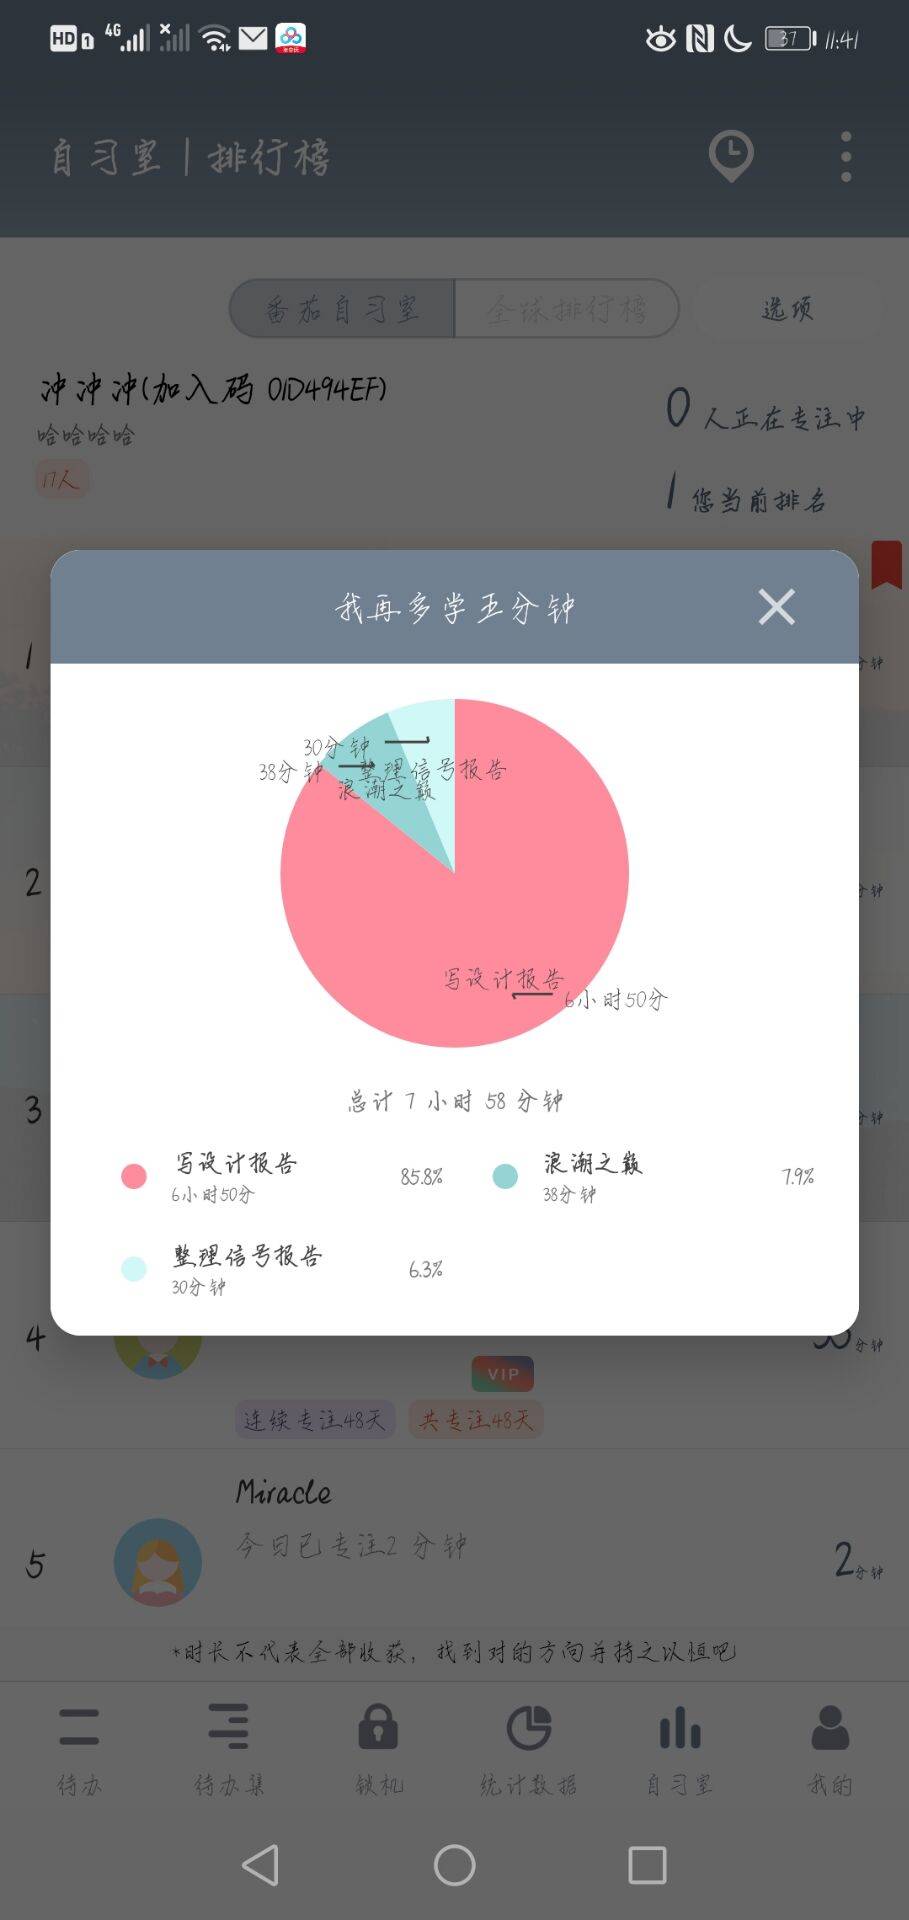 HD 1 4G 37 11:41
自习室 | 排行榜
番茄自习室 全球排行榜 选项
冲冲冲(加入码 01D494EF)
哈哈哈哈
0 人正在专注中
17人
1 您当前排名
我再多学五分钟
1
分钟
30分钟
38分钟
整理信号报告
浪潮之巅
2
分钟
写设计报告
6小时50分
总计 7 小时 58 分钟
3
分钟
写设计报告
6小时50分
85.8%
浪潮之巅
38分钟
7.9%
整理信号报告
30分钟
6.3%
4
分钟
VIP
连续专注48天 共专注48天
Miracle
今日已专注2 分钟
5
2分钟
*时长不代表全部收获，找到对的方向并持之以恒吧
待办 待办集 锁机 统计数据 自习室 我的